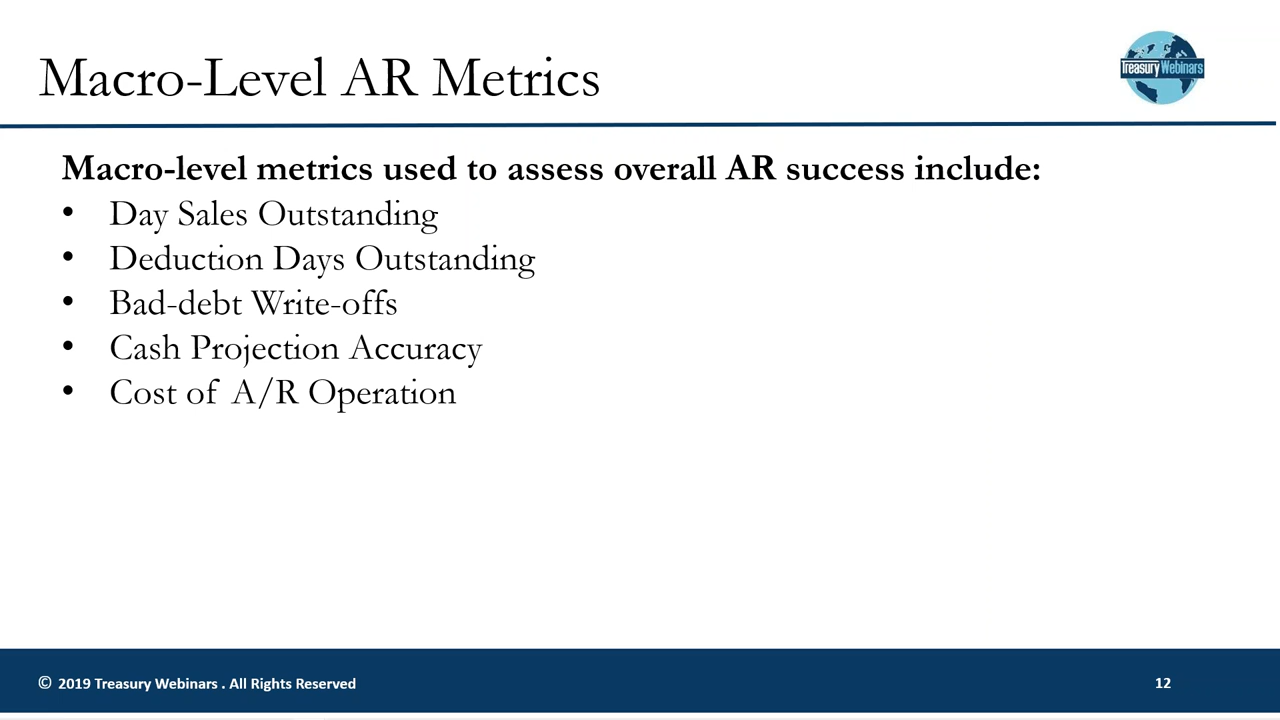 Macro-Level AR Metrics
Treasury Webinars
Macro-level metrics used to assess overall AR success include:
• Day Sales Outstanding
• Deduction Days Outstanding
• Bad-debt Write-offs
• Cash Projection Accuracy
• Cost of A/R Operation
© 2019 Treasury Webinars . All Rights Reserved
12